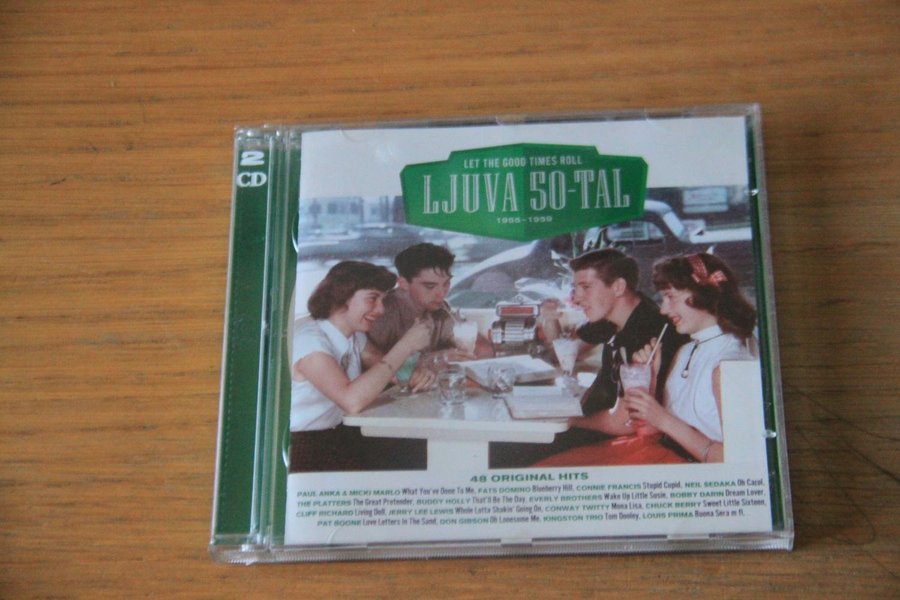 2
CD
LET THE GOOD TIMES ROLL
LJUVA 50-TAL
1955-1959
48 ORIGINAL HITS
PAUL ANKA & MICKI MARLO What You've Done To Me, FATS DOMINO Blueberry Hill, CONNIE FRANCIS Stupid Cupid, NEIL SEDAKA Oh Carol,
THE PLATTERS The Great Pretender, BUDDY HOLLY That'll Be The Day, EVERLY BROTHERS Wake Up Little Susie, BOBBY DARIN Dream Lover,
CLIFF RICHARD Living Doll, JERRY LEE LEWIS Whole Lotta Shakin' Going On, CONWAY TWITTY Mona Lisa, CHUCK BERRY Sweet Little Sixteen,
PAT BOONE Love Letters In The Sand, DON GIBSON Oh Lonesome Me, KINGSTON TRIO Tom Dooley, LOUIS PRIMA Buona Sera m fl.